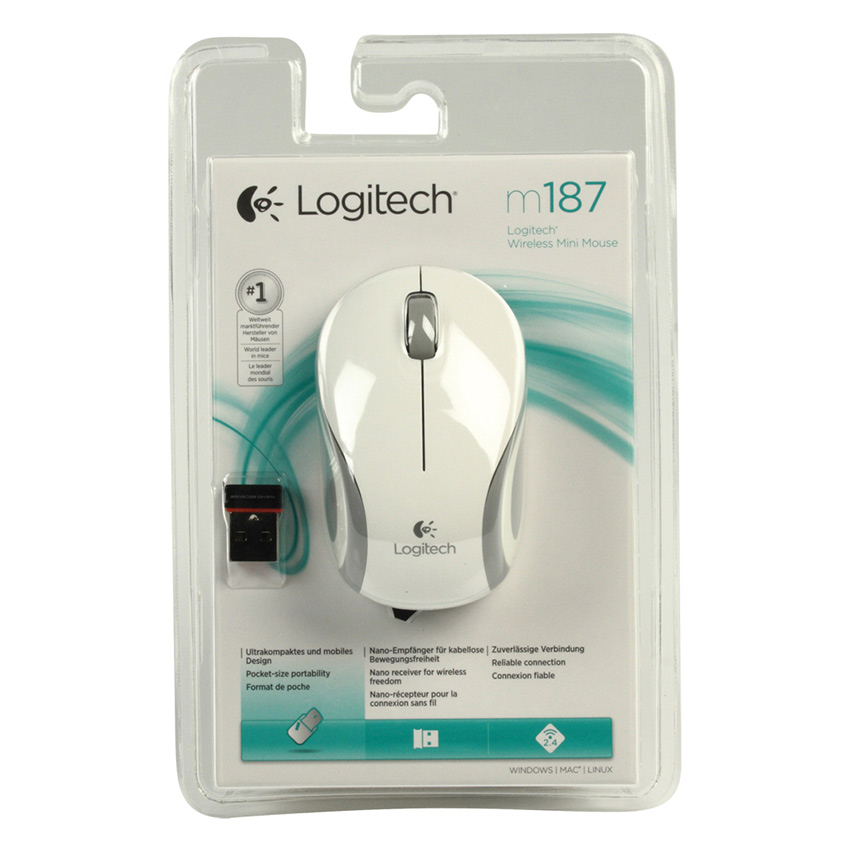 Logitech®
m187
Logitech®
Wireless Mini Mouse
#1
Weltweit
marktführender
Hersteller von
Mäusen
World leader
in mice
Le leader
mondial
des souris
Logitech
Ultrakompaktes und mobiles
Design
Pocket-size portability
Format de poche
Nano-Empfänger für kabellose
Bewegungsfreiheit
Nano receiver for wireless
freedom
Nano-récepteur pour la
connexion sans fil
Zuverlässige Verbindung
Reliable connection
Connexion fiable
2.4
WINDOWS | MAC® | LINUX